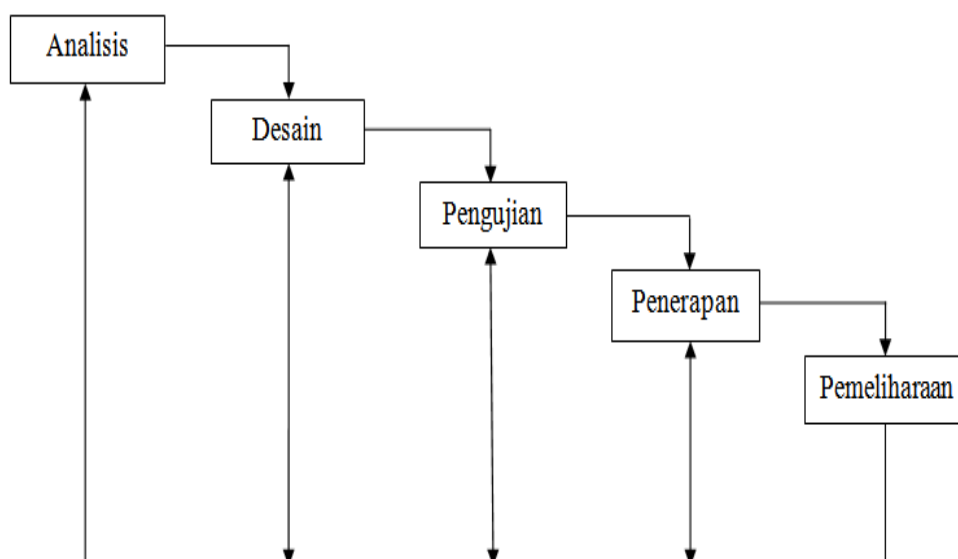 Analisis
Desain
Pengujian
Penerapan
Pemeliharaan